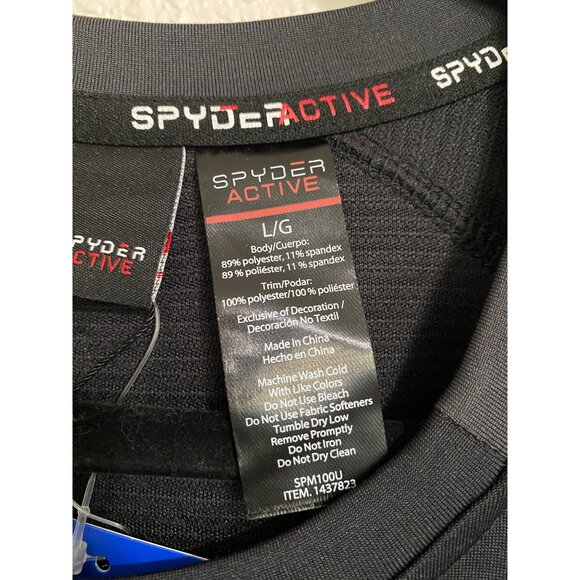 SPYDER ACTIVE
SPY
SPYDER
ACTIVE
L/G
Body/Cuerpo:
89% polyester, 11% spandex
89 % poliéster, 11 % spandex
Trim/Podar:
100% polyester/100 % poliéster
Exclusive of Decoration /
Decoración No Textil
Made In China
Hecho en China
Machine Wash Cold
With Like Colors
Do Not Use Bleach
Do Not Use Fabric Softeners
Tumble Dry Low
Remove Promptly
Do Not Iron
Do Not Dry Clean
SPM100U
ITEM. 1437823
PYDER
CTIVE